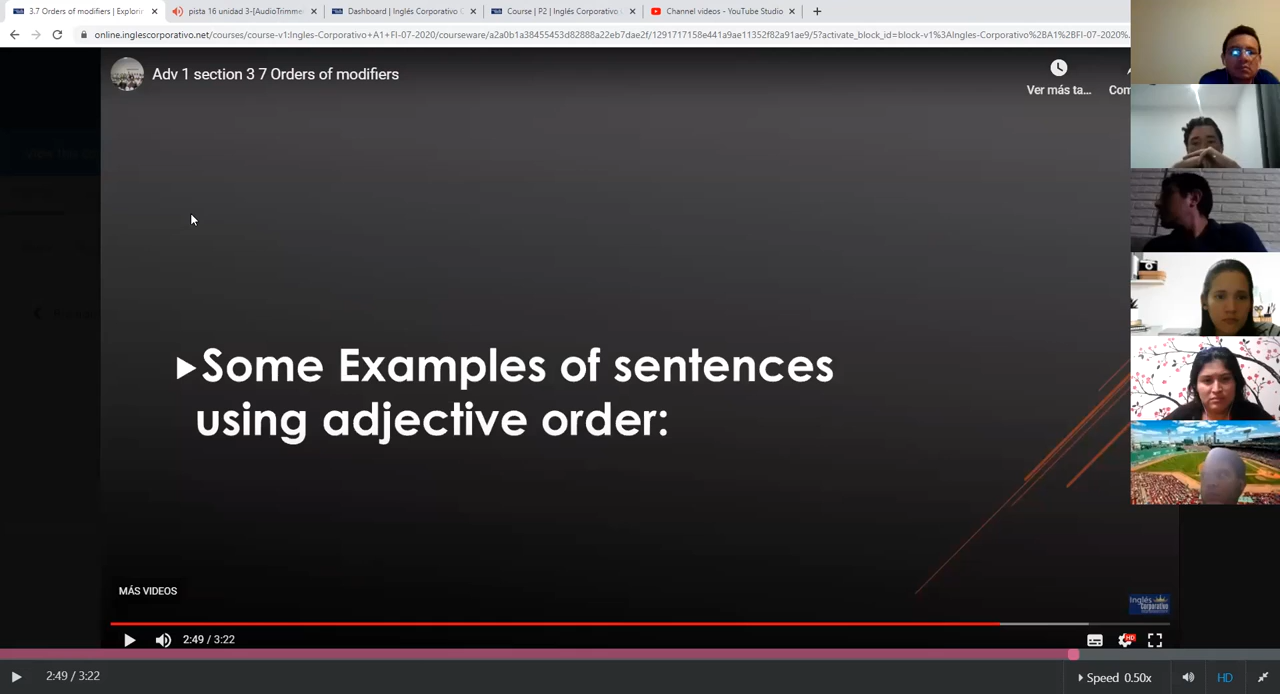 3.7 Orders of modifiers | Explorin
pista 16 unidad 3-[AudioTrimme
Dashboard | Inglés Corporativo
Course | P2 | Inglés Corporativo
Channel videos - YouTube Studio
online.inglescorporativo.net/courses/course-v1:Ingles-Corporativo+A1+FI-07-2020/courseware/a2a0b1a38455453d82888a22eb7dae2f/1291717158e441a9ae11352f82a91ae9/5?activate_block_id=block-v1%3AIngles-Corporativo%2BA1%2BFI-07-2020%
Adv 1 section 3 7 Orders of modifiers
Ver más ta...
Com
Some Examples of sentences
using adjective order:
MÁS VIDEOS
Inglés
Corporativo
2:49 / 3:22
HD
2:49 / 3:22
Speed 0.50x
HD